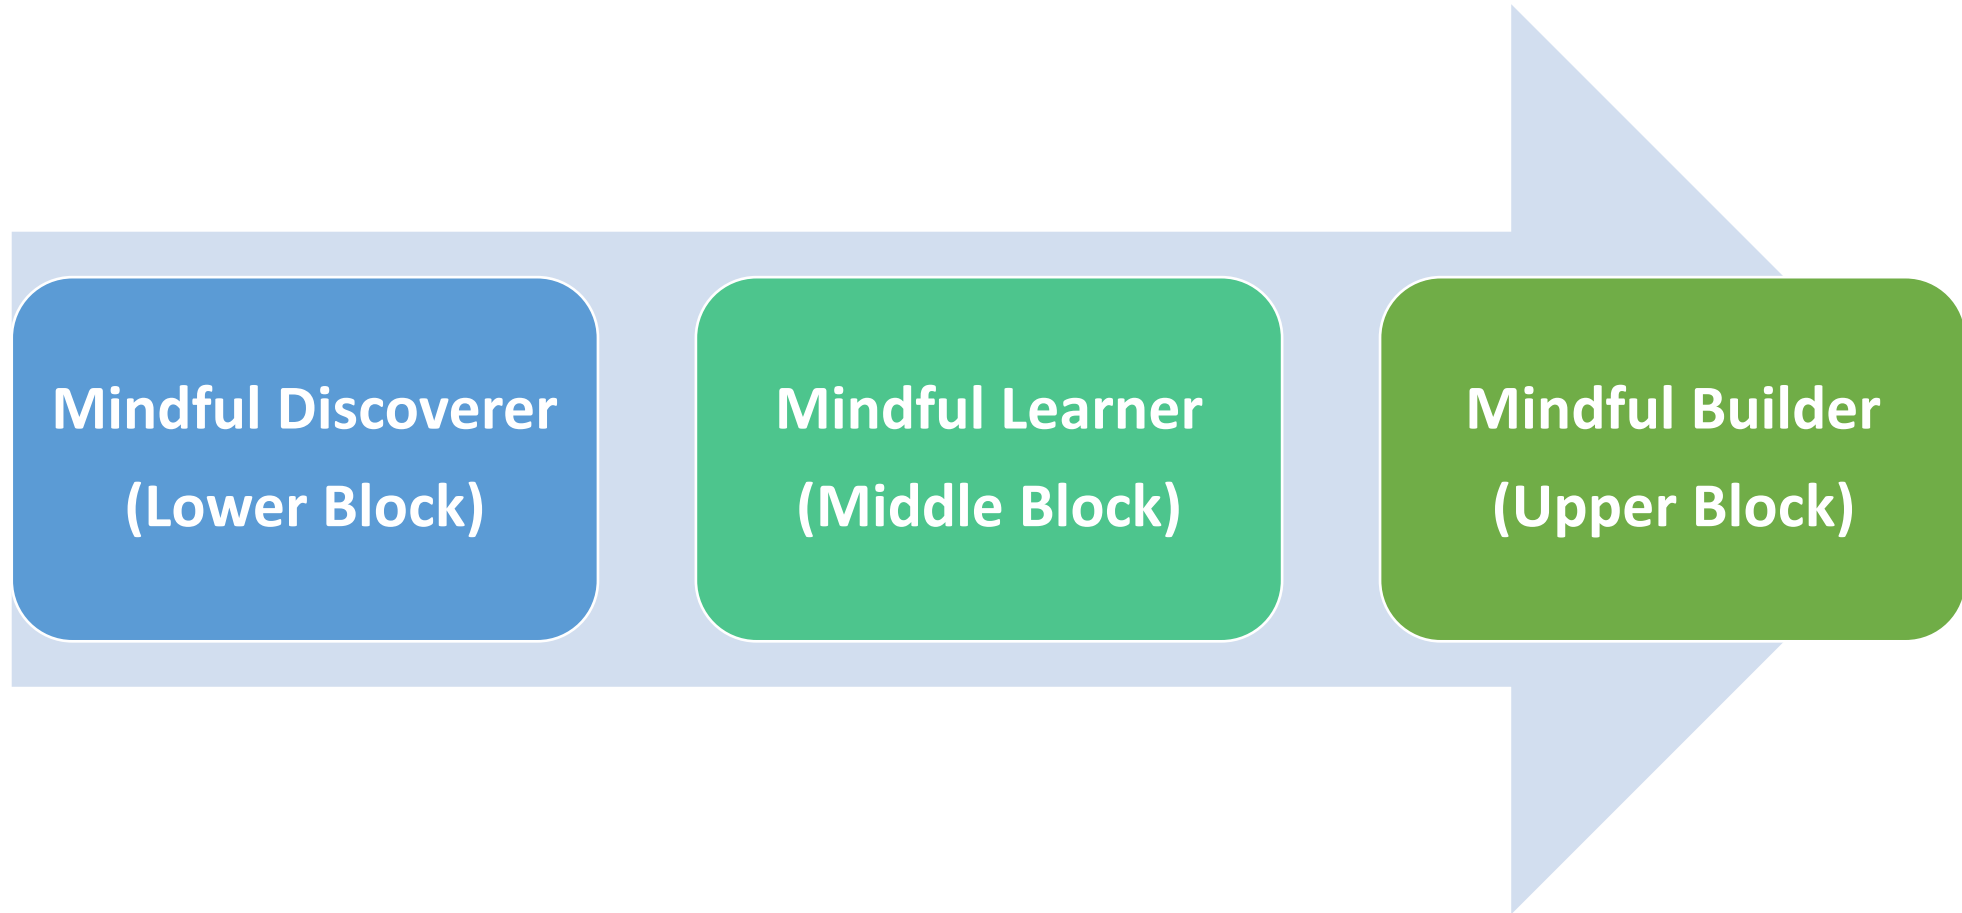 Mindful Discoverer
(Lower Block)
Mindful Learner
(Middle Block)
Mindful Builder
(Upper Block)